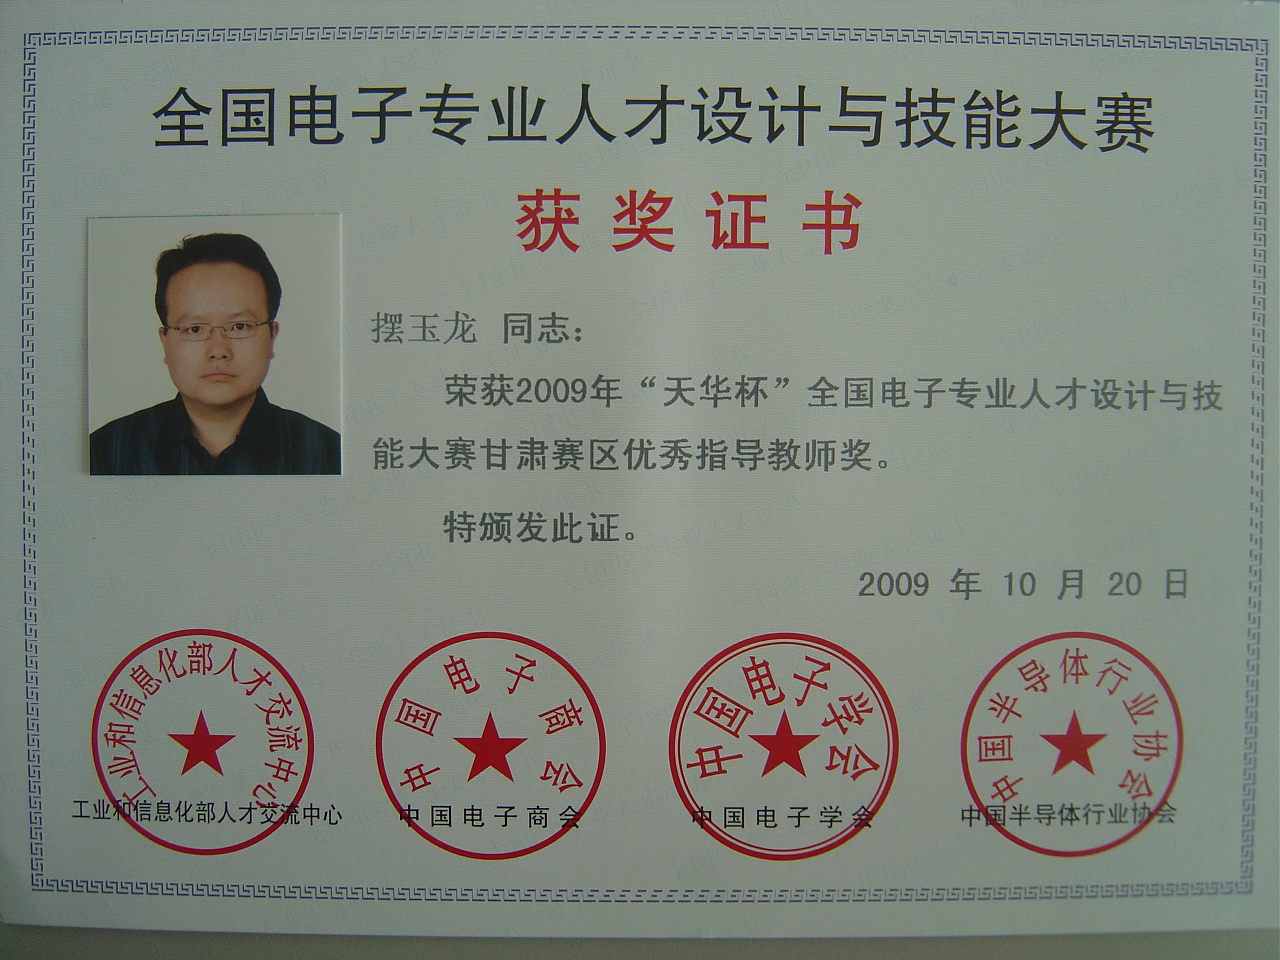 全国电子专业人才设计与技能大赛
获奖证书
摆玉龙 同志：
荣获2009年“天华杯”全国电子专业人才设计与技
能大赛甘肃赛区优秀指导教师奖。
特颁发此证。
2009 年 10 月 20 日
工业和信息化部人才交流中心
中国电子商会
中国电子学会
中国半导体行业协会
工业和信息化部人才交流中心
中国电子商会
中国电子学会
中国半导体行业协会